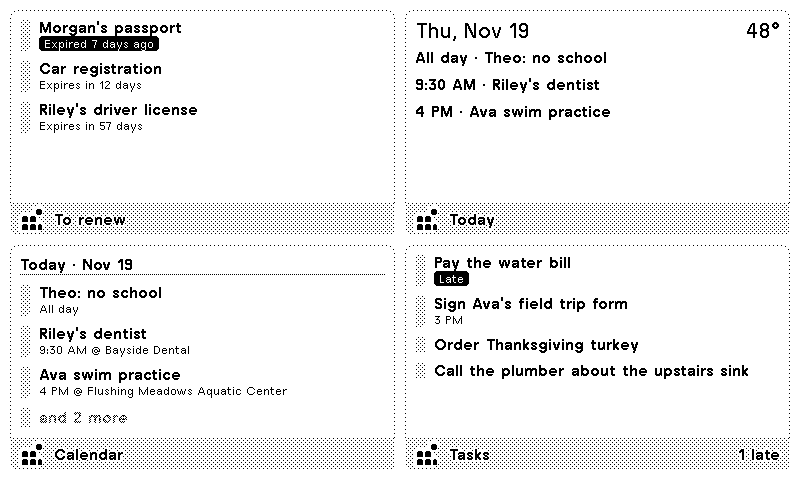 Morgan's passport
Expired 7 days ago
Car registration
Expires in 12 days
Riley's driver license
Expires in 57 days
To renew
Thu, Nov 19 48°
All day · Theo: no school
9:30 AM · Riley's dentist
4 PM · Ava swim practice
Today
Today · Nov 19
Theo: no school
All day
Riley's dentist
9:30 AM @ Bayside Dental
Ava swim practice
4 PM @ Flushing Meadows Aquatic Center
and 2 more
Calendar
Pay the water bill
Late
Sign Ava's field trip form
3 PM
Order Thanksgiving turkey
Call the plumber about the upstairs sink
Tasks 1 late